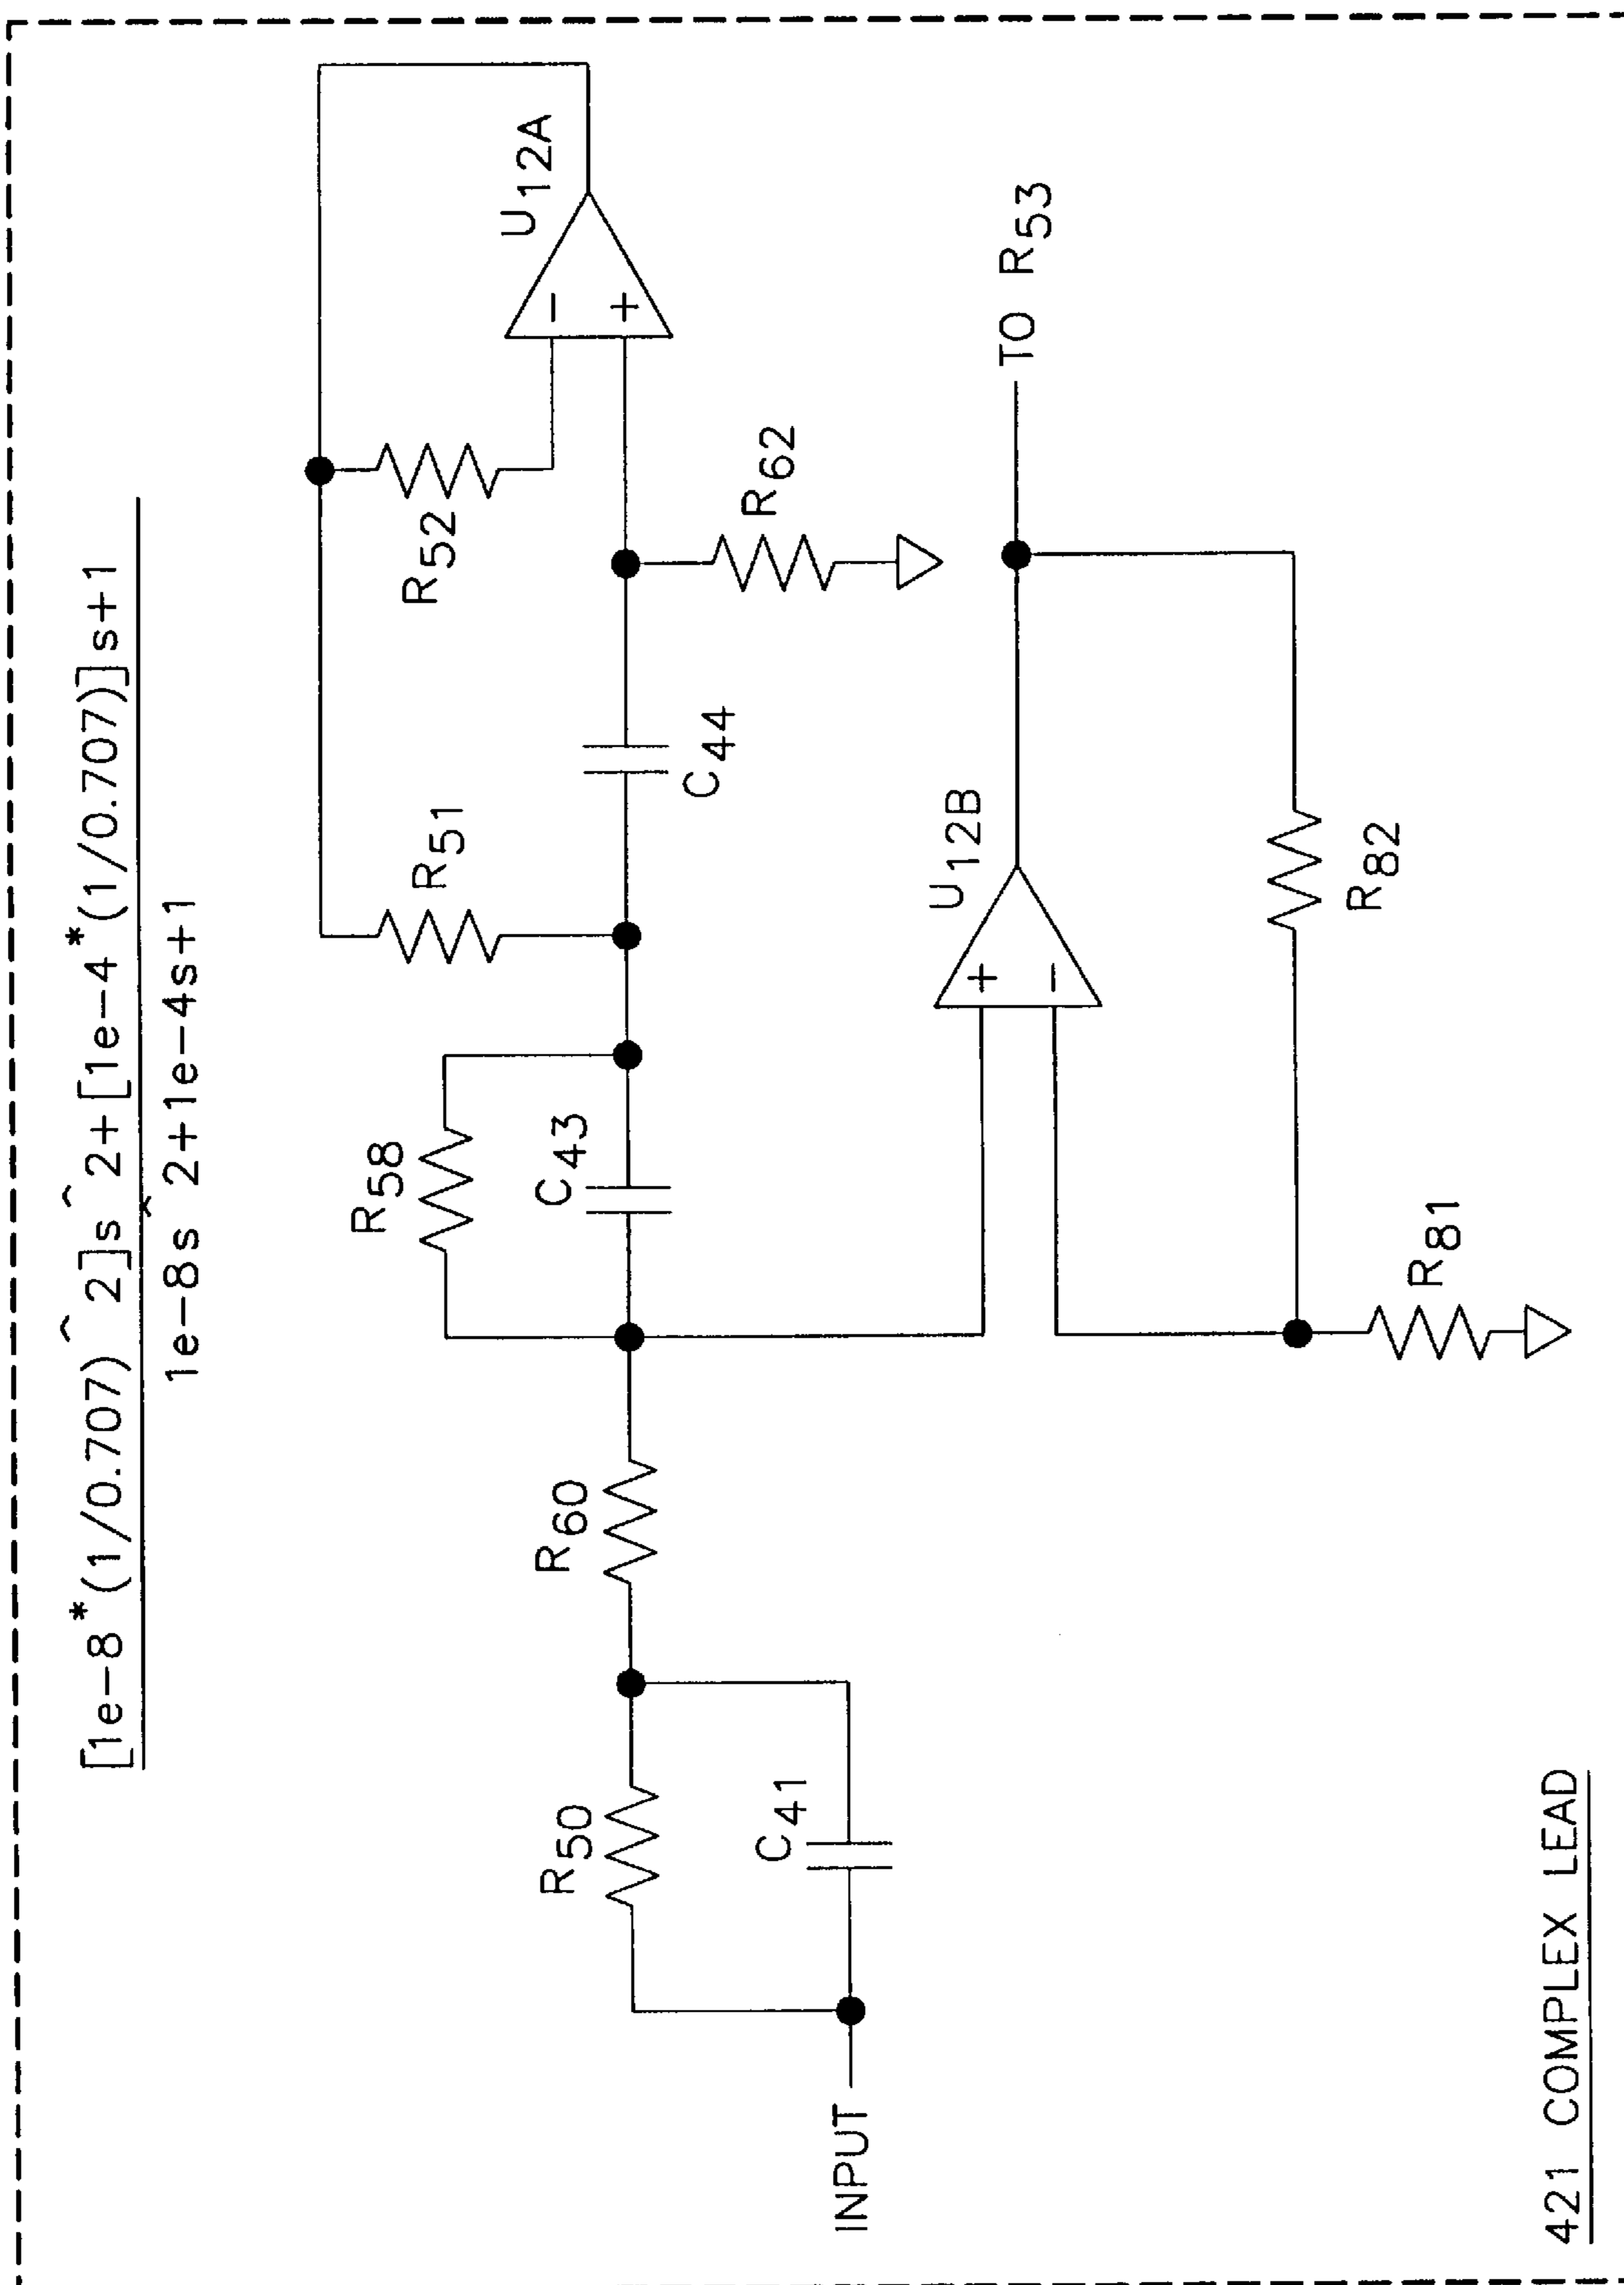 [1e-8*(1/0.707)^2]s^2+[1e-4*(1/0.707)]s+1
1e-8s^2+1e-4s+1
U12A
R52
R51
R58
C43
C44
R62
R60
R50
C41
INPUT
U12B
TO R53
R82
R81
421 COMPLEX LEAD